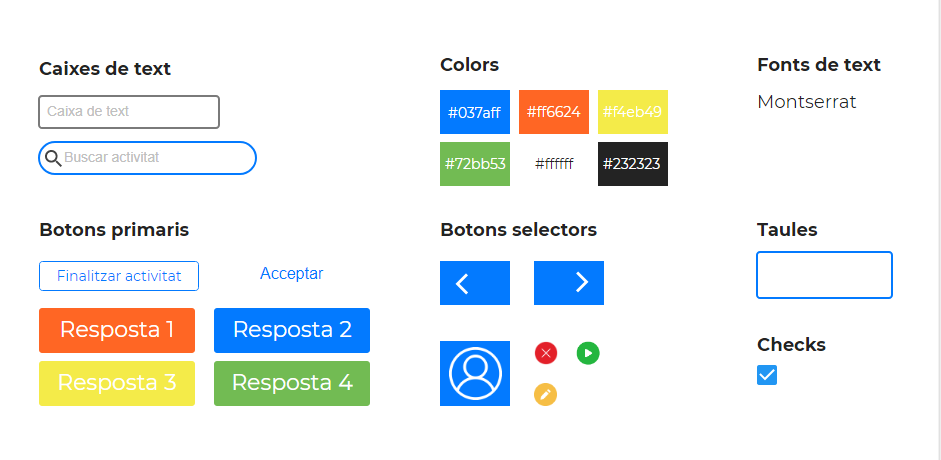 Caixes de text
Caixa de text
Buscar activitat
Colors
#037aff
#ff6624
#f4eb49
#72bb53
#ffffff
#232323
Fonts de text
Montserrat
Botons primaris
Finalitzar activitat
Acceptar
Resposta 1
Resposta 2
Resposta 3
Resposta 4
Botons selectors
Taules
Checks